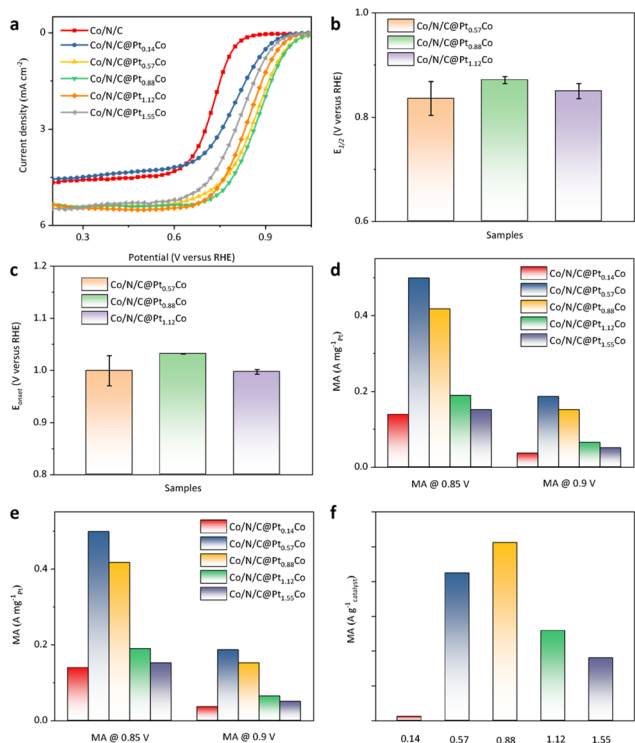 a
Co/N/C
Co/N/C@Pt0.14Co
Co/N/C@Pt0.57Co
Co/N/C@Pt0.88Co
Co/N/C@Pt1.12Co
Co/N/C@Pt1.55Co
Current density (mA cm-2)
0
3
6
0.3
0.6
0.9
Potential (V versus RHE)
b
Co/N/C@Pt0.57Co
Co/N/C@Pt0.88Co
Co/N/C@Pt1.12Co
E1/2 (V versus RHE)
1.0
0.8
0.6
Samples
c
Co/N/C@Pt0.57Co
Co/N/C@Pt0.88Co
Co/N/C@Pt1.12Co
Eonset (V versus RHE)
1.2
1.1
1.0
0.9
0.8
Samples
d
Co/N/C@Pt0.14Co
Co/N/C@Pt0.57Co
Co/N/C@Pt0.88Co
Co/N/C@Pt1.12Co
Co/N/C@Pt1.55Co
MA (A mg-1Pt)
0.4
0.2
0.0
MA @ 0.85 V
MA @ 0.9 V
e
Co/N/C@Pt0.14Co
Co/N/C@Pt0.57Co
Co/N/C@Pt0.88Co
Co/N/C@Pt1.12Co
Co/N/C@Pt1.55Co
MA (A mg-1Pt)
0.4
0.2
0.0
MA @ 0.85 V
MA @ 0.9 V
f
MA (A g-1catalyst)
0.14
0.57
0.88
1.12
1.55